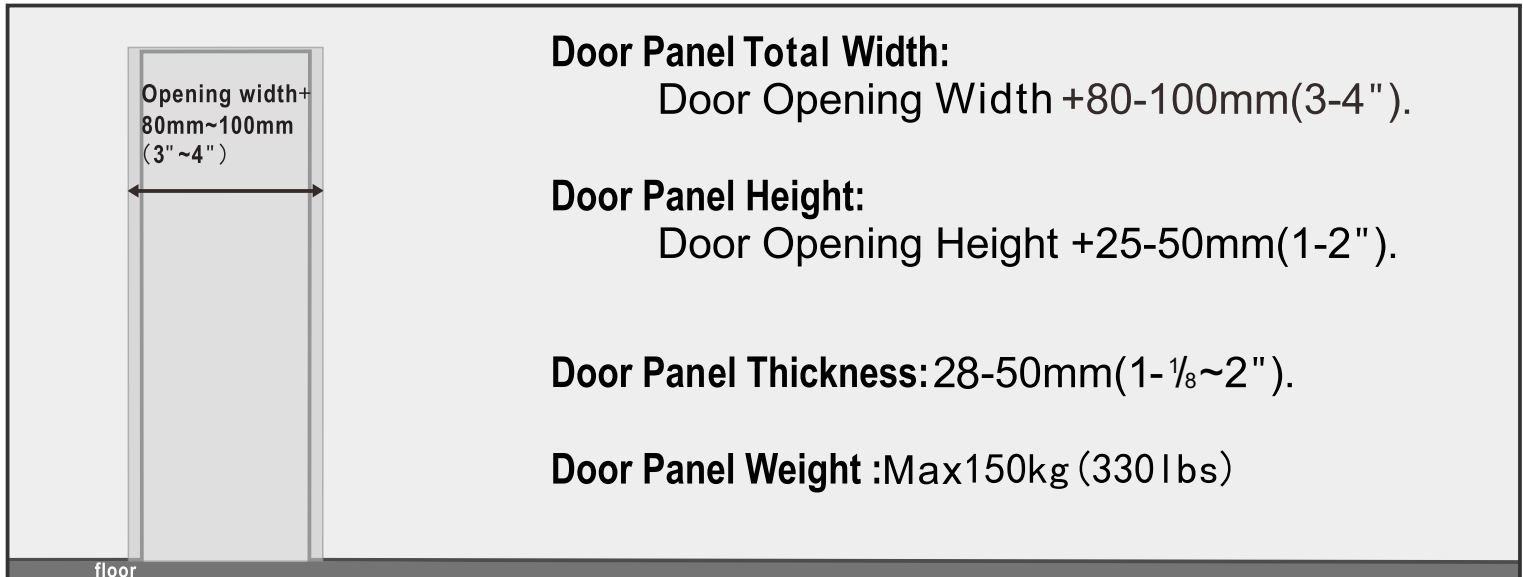 Opening width+
80mm~100mm
(3"~4")
Door Panel Total Width:
Door Opening Width +80-100mm(3-4").
Door Panel Height:
Door Opening Height +25-50mm(1-2").
Door Panel Thickness: 28-50mm(1-1/8~2").
Door Panel Weight :Max150kg(330lbs)
floor